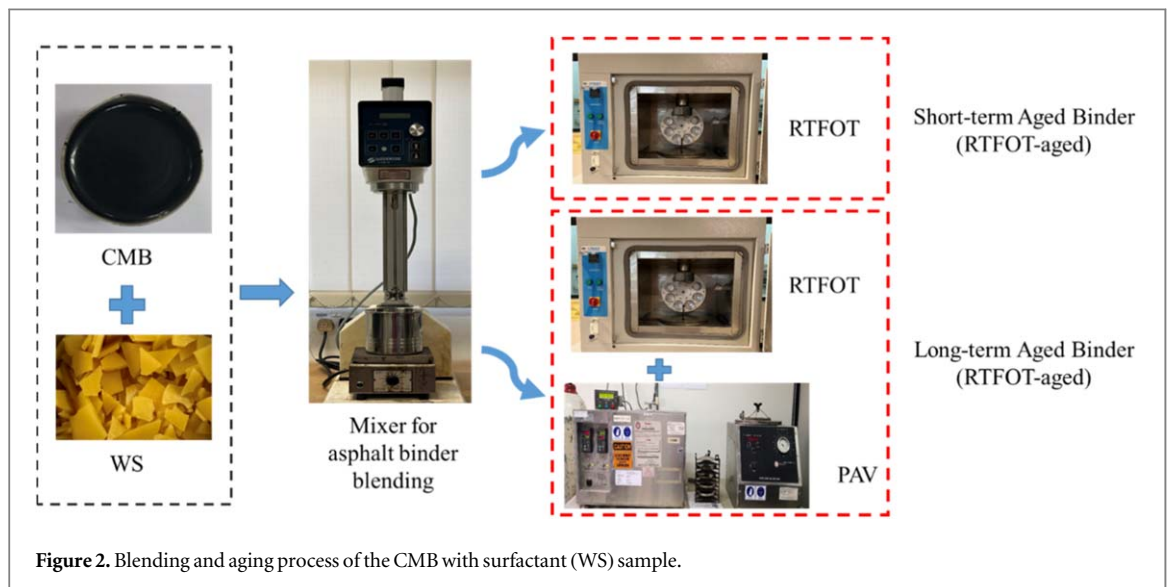 CMB
WS
Mixer for
asphalt binder
blending
RTFOT
Short-term Aged Binder
(RTFOT-aged)
RTFOT
PAV
Long-term Aged Binder
(RTFOT-aged)
Figure 2. Blending and aging process of the CMB with surfactant (WS) sample.